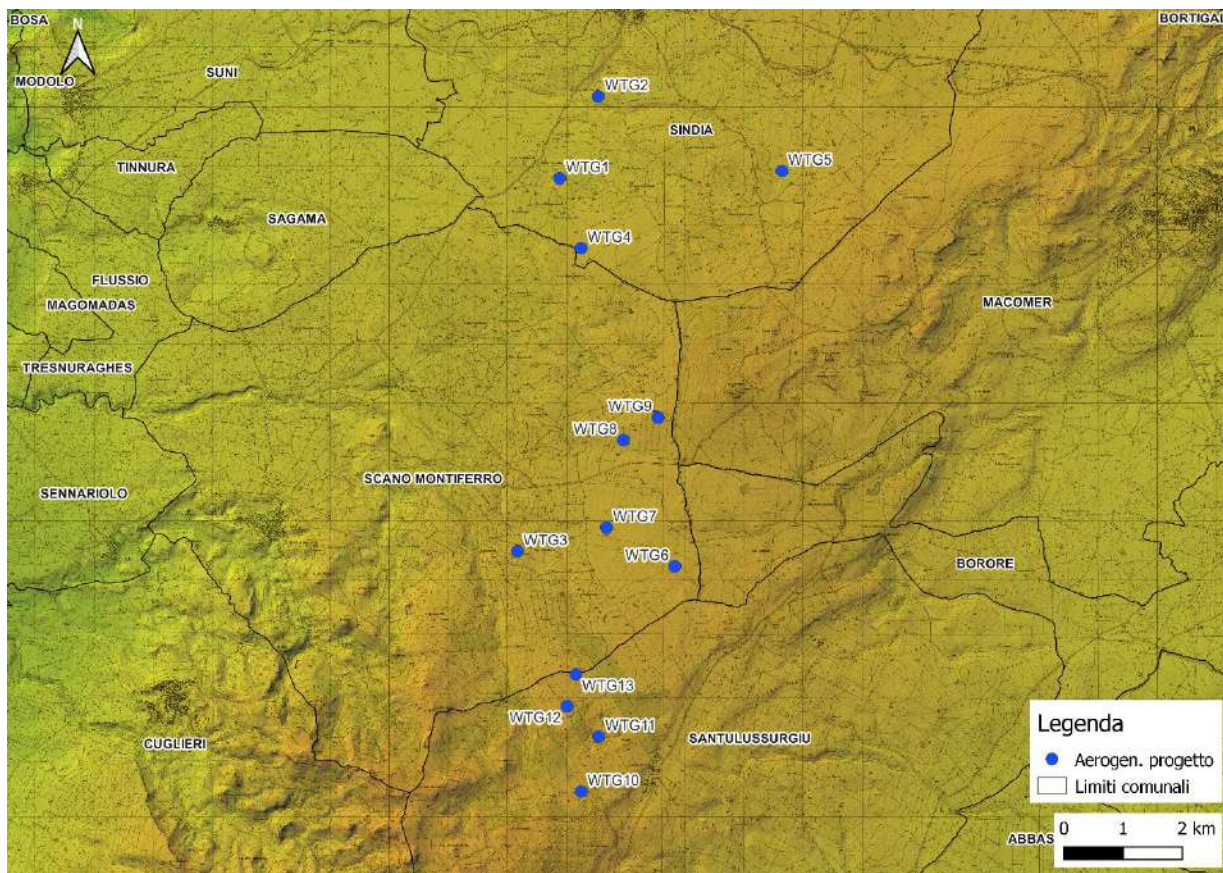 BOSA
BORTIGAL
N
SUNI
MODOLO
WTG2
SINDIA
TINNURA
WTG1
WTG5
SAGAMA
WTG4
FLUSSIO
MAGOMADAS
MACOMER
TRESNURAGHES
WTG9
WTG8
SCANO MONTIFERRO
SENNARIOLO
WTG7
WTG3
WTG6
BORORE
WTG13
WTG12
WTG11
SANTULUSSURGIU
CUGLIERI
WTG10
Legenda
Aerogen. progetto
Limiti comunali
0 1 2 km
ABBAS